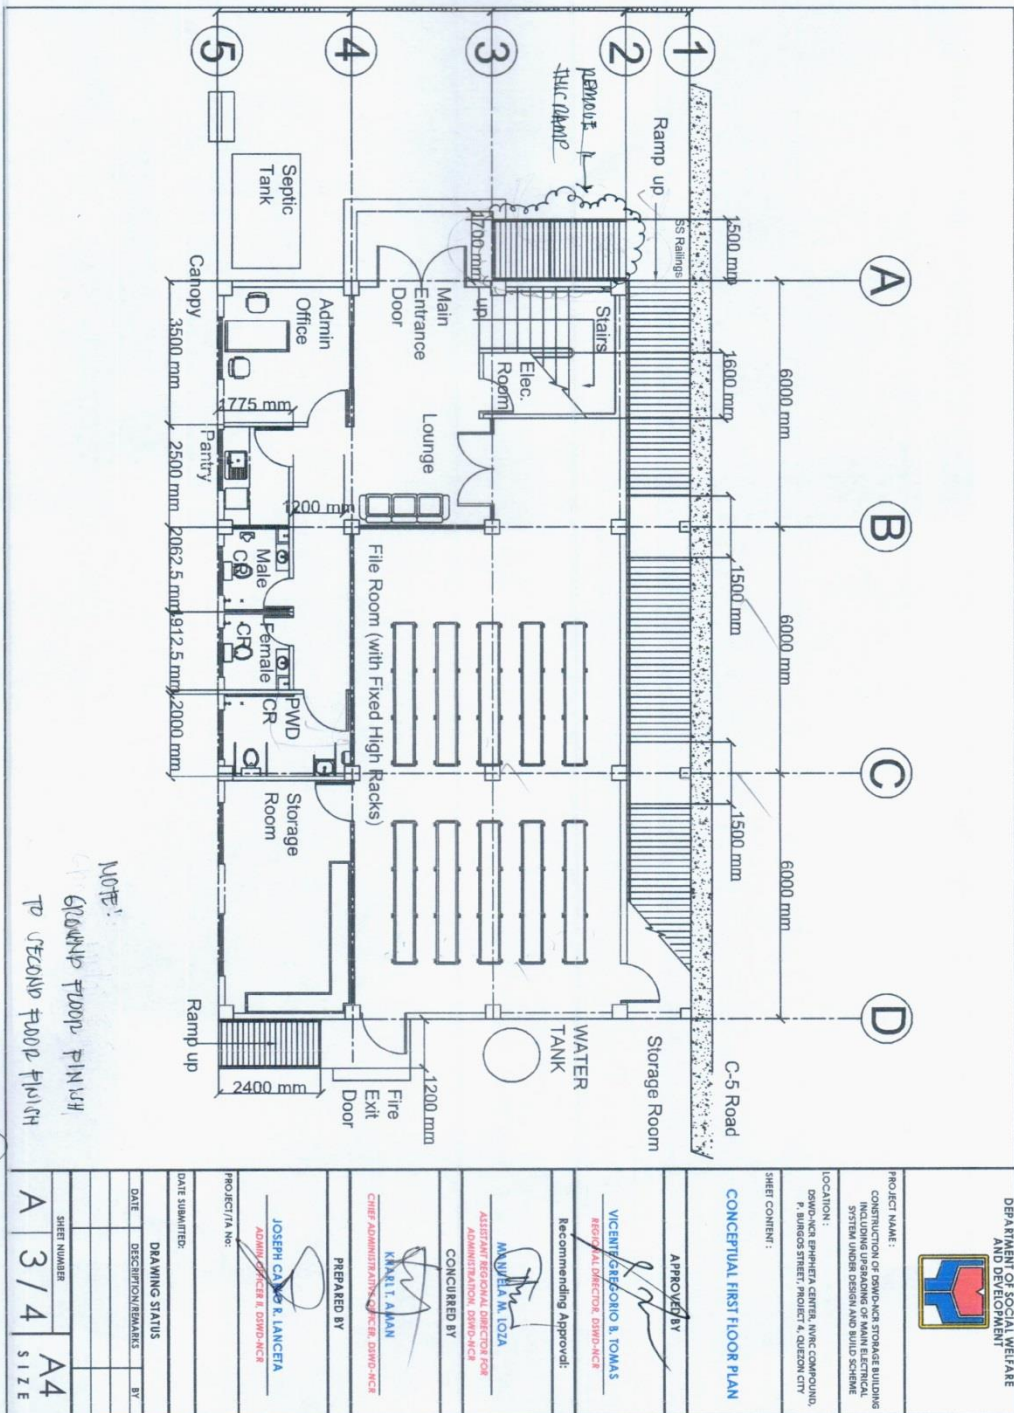 5
4
3
2
1
REMOVE
THIS RAMP
Ramp up
SS Railings
1500 mm
Septic
Tank
1700 mm
A
Canopy
3500 mm
Admin
Office
Main
Entrance
Door
up
Stairs
Elec.
Room
1600 mm
6000 mm
1775 mm
Lounge
Pantry
2500 mm
1200 mm
B
2062.5 mm
Male
CR
File Room (with Fixed High Racks)
1500 mm
6000 mm
1912.5 mm
Female
CR
2000 mm
PWD
CR
C
1500 mm
Storage
Room
6000 mm
D
Ramp up
2400 mm
Fire
Exit
Door
1200 mm
WATER
TANK
Storage Room
C-5 Road
NOTE!
GROUND FLOOR FINISH
TO SECOND FLOOR FINISH
DEPARTMENT OF SOCIAL WELFARE
AND DEVELOPMENT
PROJECT NAME :
CONSTRUCTION OF DSWD-NCR STORAGE BUILDING
INCLUDING UPGRADING OF MAIN ELECTRICAL
SYSTEM UNDER DESIGN AND BUILD SCHEME
LOCATION :
DSWD-NCR EPHPHETA CENTER, NVRC COMPOUND,
P. BURGOS STREET, PROJECT 4, QUEZON CITY
SHEET CONTENT :
CONCEPTUAL FIRST FLOOR PLAN
APPROVED BY
VICENTE GREGORIO B. TOMAS
REGIONAL DIRECTOR, DSWD-NCR
Recommending Approval:
MANUELA M. LOZA
ASSISTANT REGIONAL DIRECTOR FOR
ADMINISTRATION, DSWD-NCR
CONCURRED BY
KHARL T. AMAN
CHIEF ADMINISTRATIVE OFFICER, DSWD-NCR
PREPARED BY
JOSEPH R. LANCETA
ADMIN OFFICER II, DSWD-NCR
PROJECT/TA No:
DATE SUBMITTED:
DRAWING STATUS
DATE DESCRIPTION/REMARKS BY
SHEET NUMBER
A 3 / 4 A4
SIZE